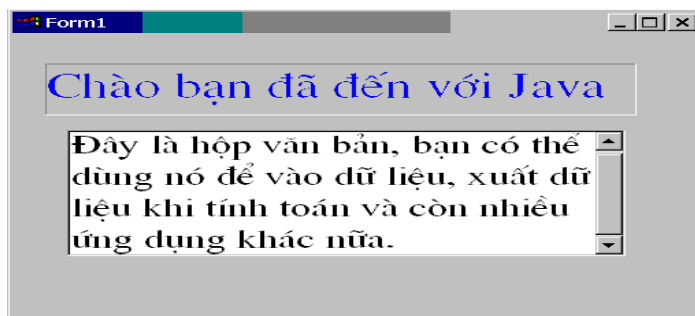 Form1
Chào bạn đã đến với Java
Đây là hộp văn bản, bạn có thể
dùng nó để vào dữ liệu, xuất dữ
liệu khi tính toán và còn nhiều
ứng dụng khác nữa.